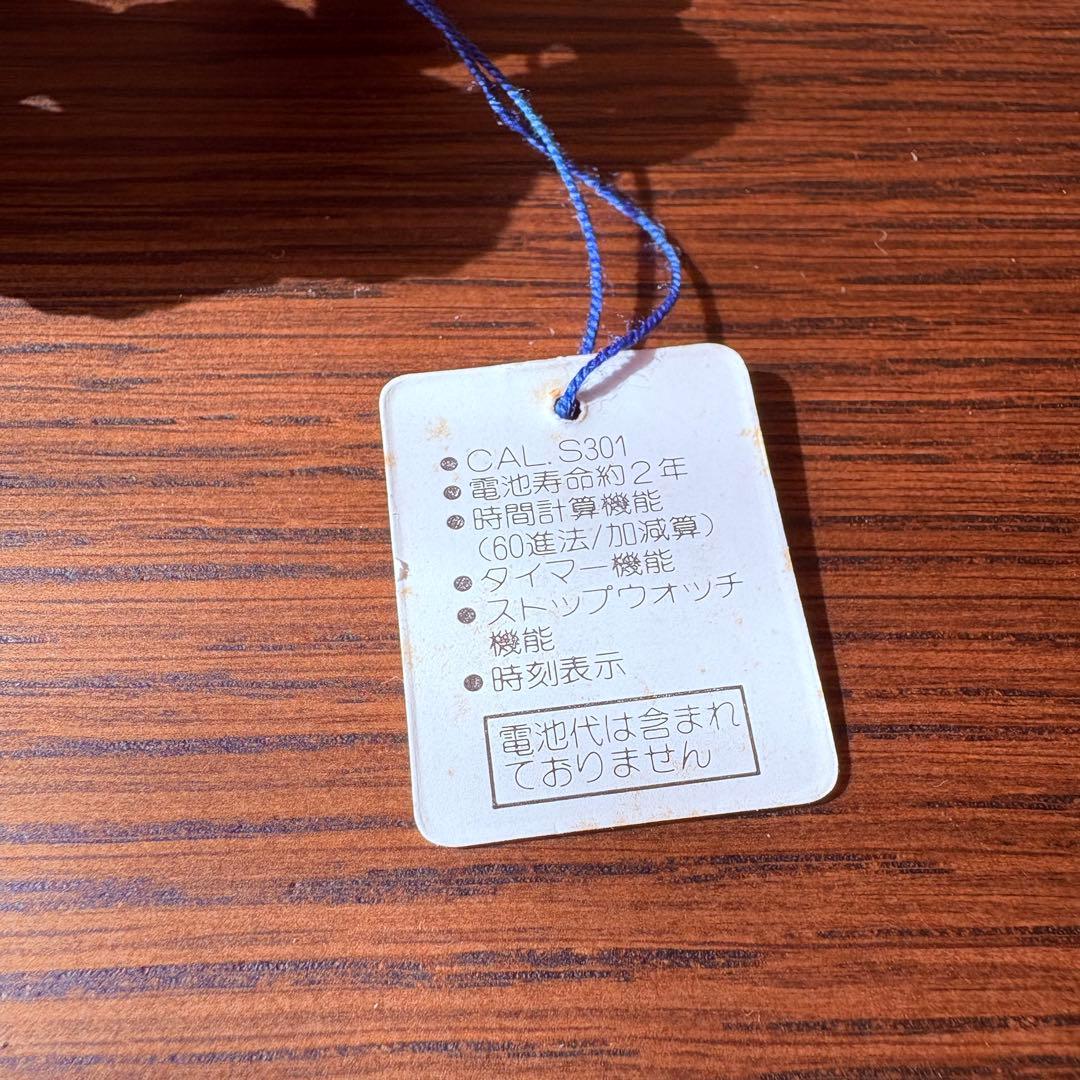 ● CAL. S301
● 電池寿命約2年
● 時間計算機能
(60進法/加減算)
● タイマー機能
● ストップウオッチ
機能
● 時刻表示
電池代は含まれ
ておりません